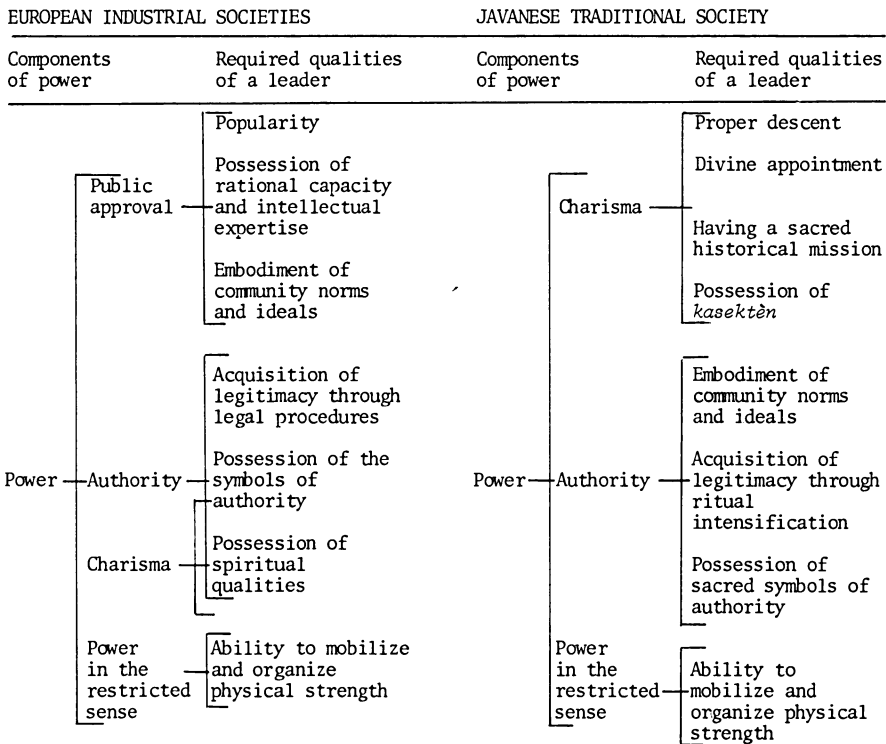 EUROPEAN INDUSTRIAL SOCIETIES
Components
of power
Required qualities
of a leader
Power
Public
approval
Popularity
Possession of
rational capacity
and intellectual
expertise
Embodiment of
community norms
and ideals
Authority
Acquisition of
legitimacy through
legal procedures
Possession of the
symbols of
authority
Charisma
Possession of
spiritual
qualities
Power
in the
restricted
sense
Ability to mobilize
and organize
physical strength
JAVANESE TRADITIONAL SOCIETY
Components
of power
Required qualities
of a leader
Power
Charisma
Proper descent
Divine appointment
Having a sacred
historical mission
Possession of
kasektèn
Authority
Embodiment of
community norms
and ideals
Acquisition of
legitimacy through
ritual
intensification
Possession of
sacred symbols of
authority
Power
in the
restricted
sense
Ability to
mobilize and
organize physical
strength